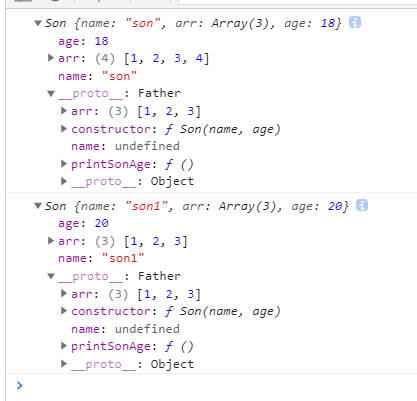 ▼Son {name: "son", arr: Array(3), age: 18} i
age: 18
▶arr: (4) [1, 2, 3, 4]
name: "son"
▼__proto__: Father
▶arr: (3) [1, 2, 3]
▶constructor: ƒ Son(name, age)
name: undefined
▶printSonAge: ƒ ()
▶__proto__: Object
▼Son {name: "son1", arr: Array(3), age: 20} i
age: 20
▶arr: (3) [1, 2, 3]
name: "son1"
▼__proto__: Father
▶arr: (3) [1, 2, 3]
▶constructor: ƒ Son(name, age)
name: undefined
▶printSonAge: ƒ ()
▶__proto__: Object
>